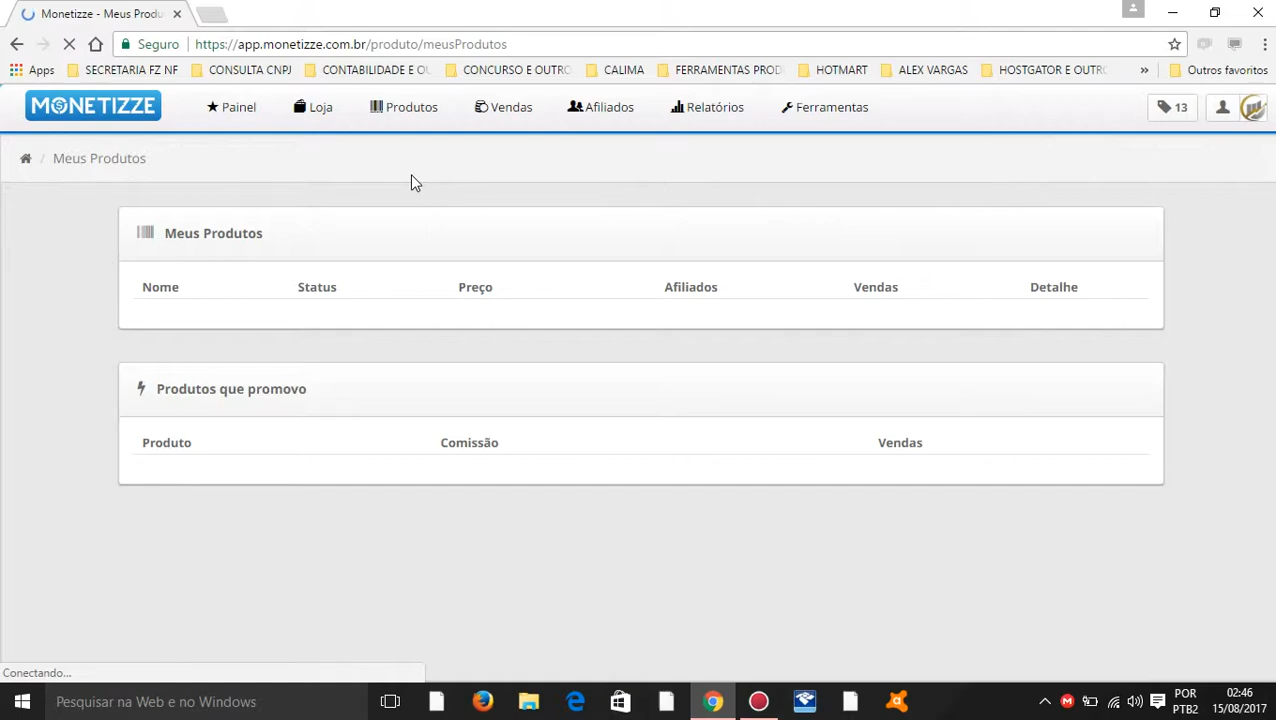 Monetizze - Meus Produ
Seguro
https://app.monetizze.com.br/produto/meusProdutos
Apps SECRETARIA FZ NF CONSULTA CNPJ CONTABILIDADE E OU CONCURSO E OUTRO CALIMA FERRAMENTAS PROD HOTMART ALEX VARGAS HOSTGATOR E OUTRO » Outros favoritos
MONETIZZE Painel Loja Produtos Vendas Afiliados Relatórios Ferramentas 13
/ Meus Produtos
Meus Produtos
Nome Status Preço Afiliados Vendas Detalhe
Produtos que promovo
Produto Comissão Vendas
Conectando...
Pesquisar na Web e no Windows
POR 02:46
PTB2 15/08/2017